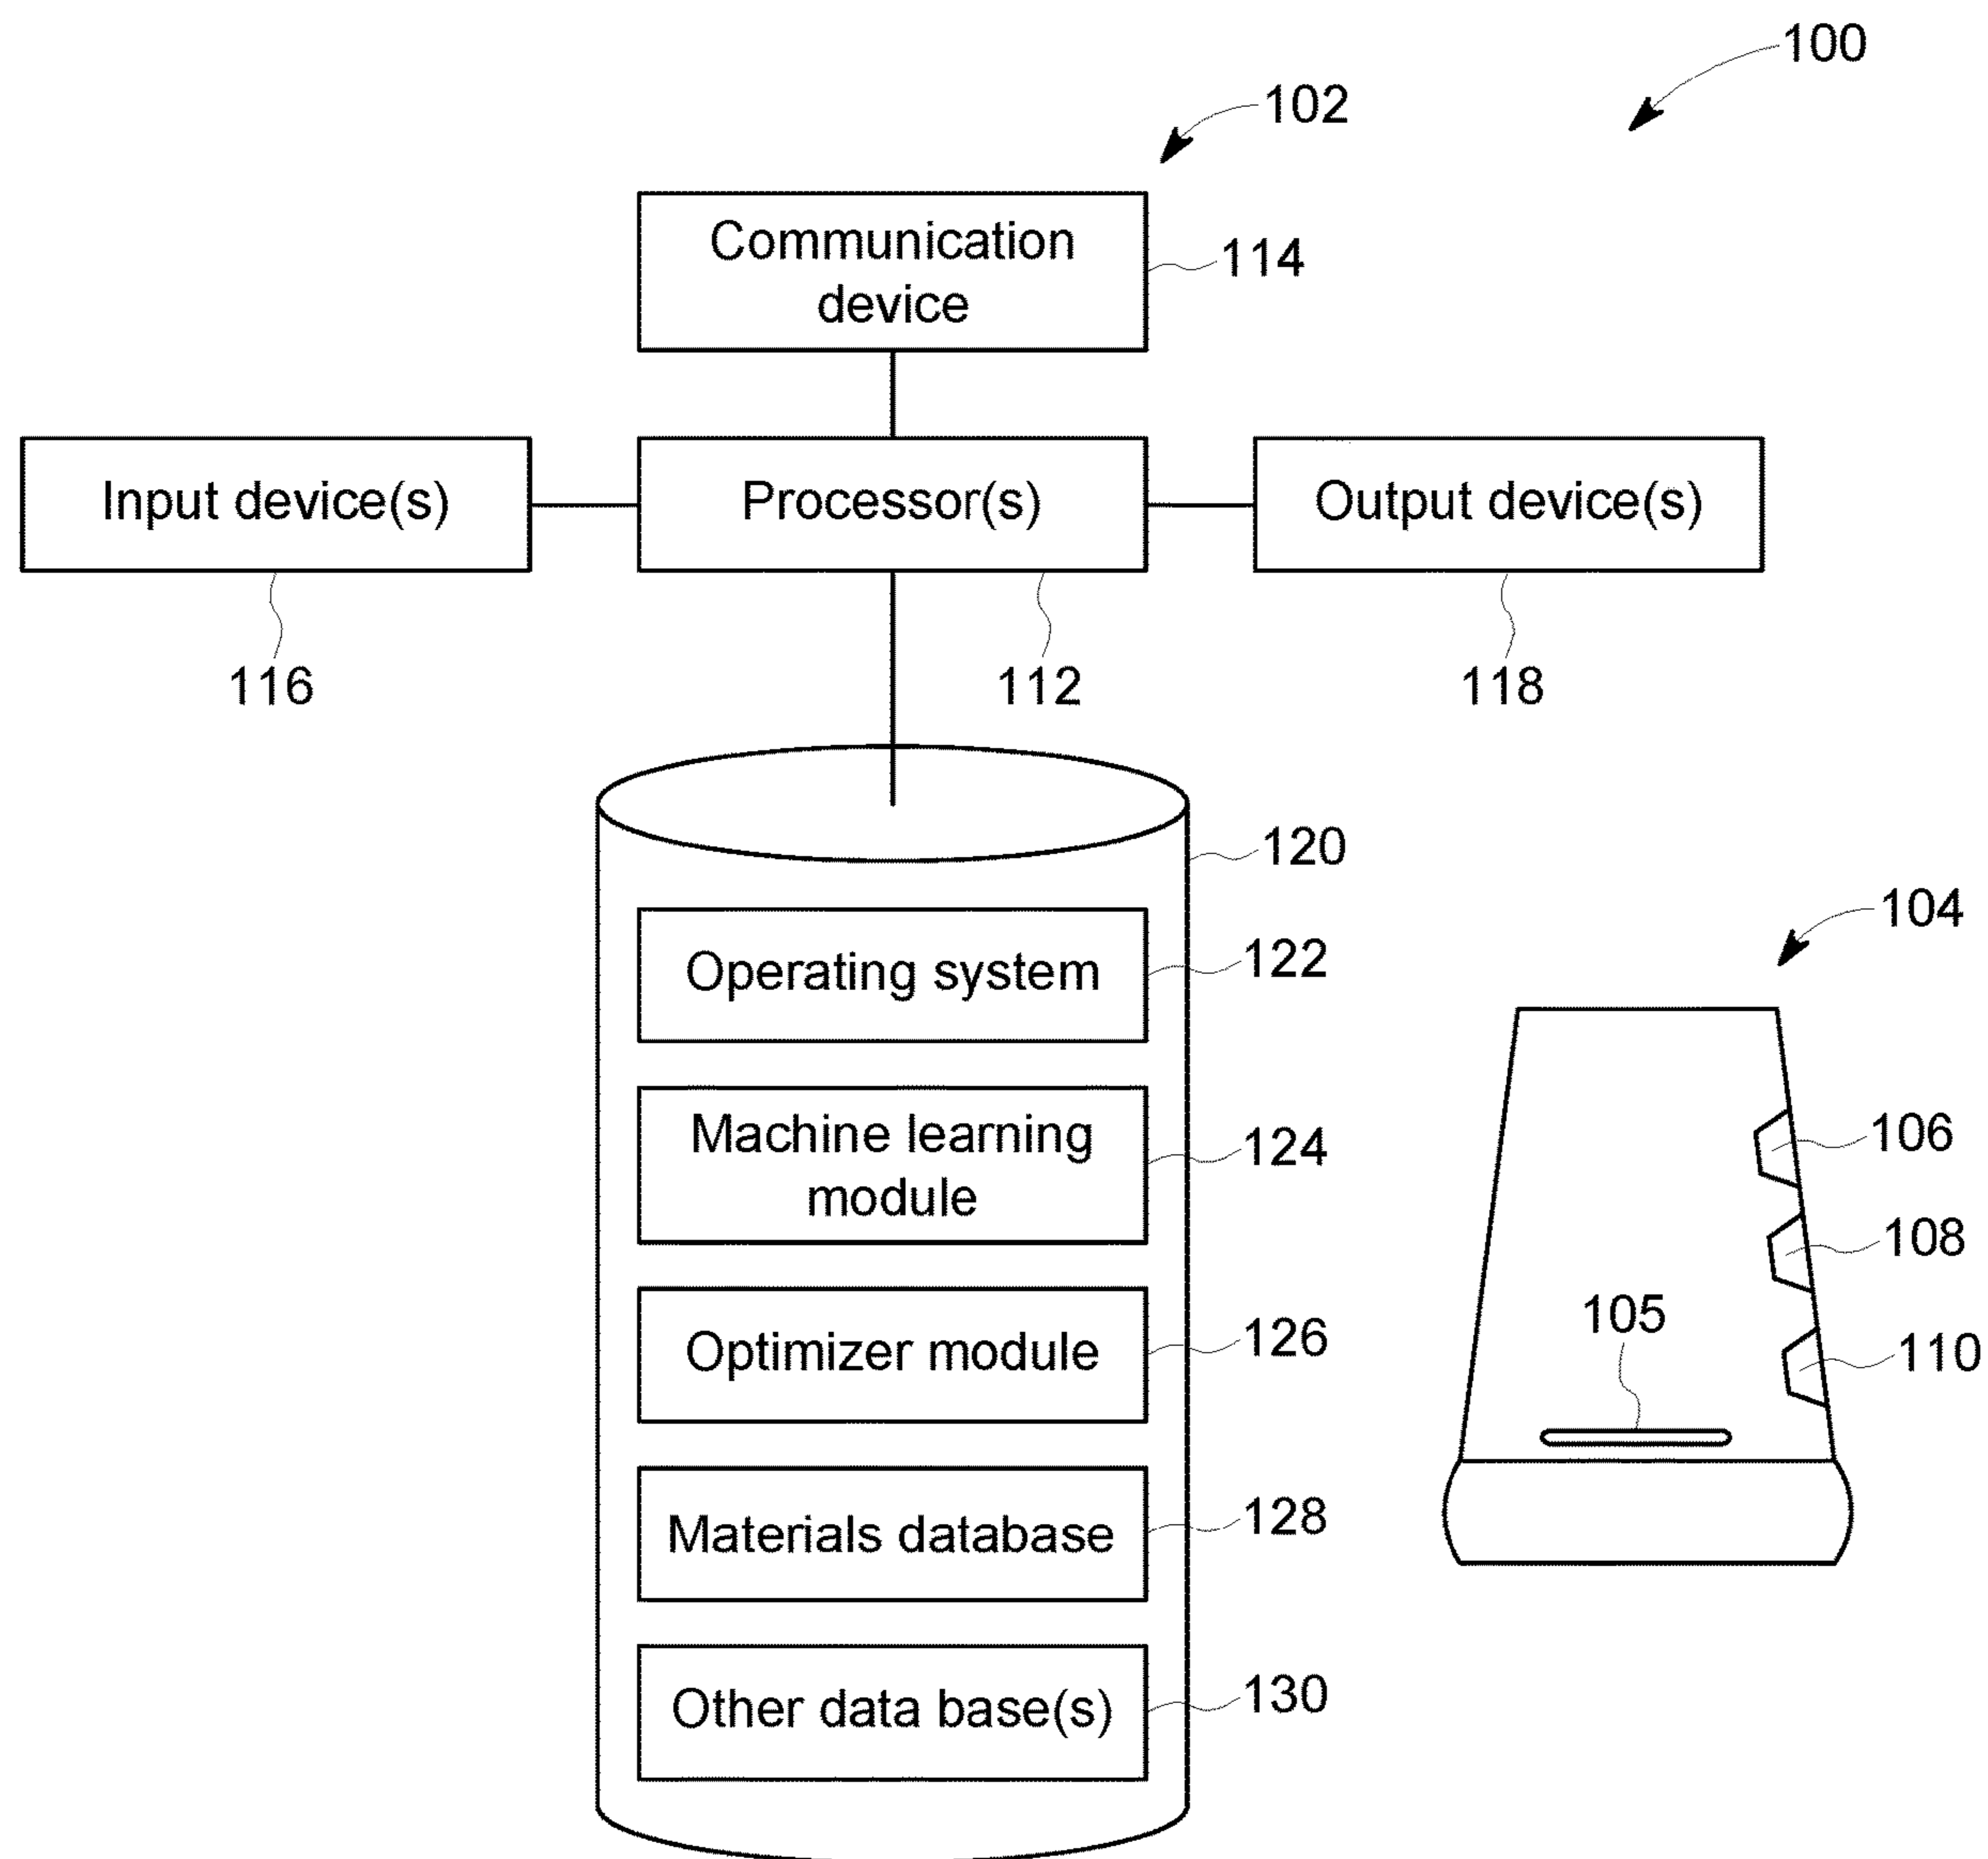 100
102
Communication
device
114
Input device(s)
Processor(s)
Output device(s)
116
112
118
120
104
Operating system
122
Machine learning
module
124
106
108
Optimizer module
126
105
110
Materials database
128
Other data base(s)
130